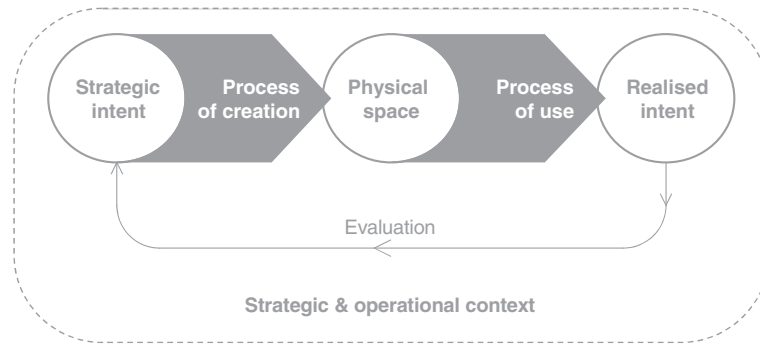 Strategic
intent
Process
of creation
Physical
space
Process
of use
Realised
intent
Evaluation
Strategic & operational context